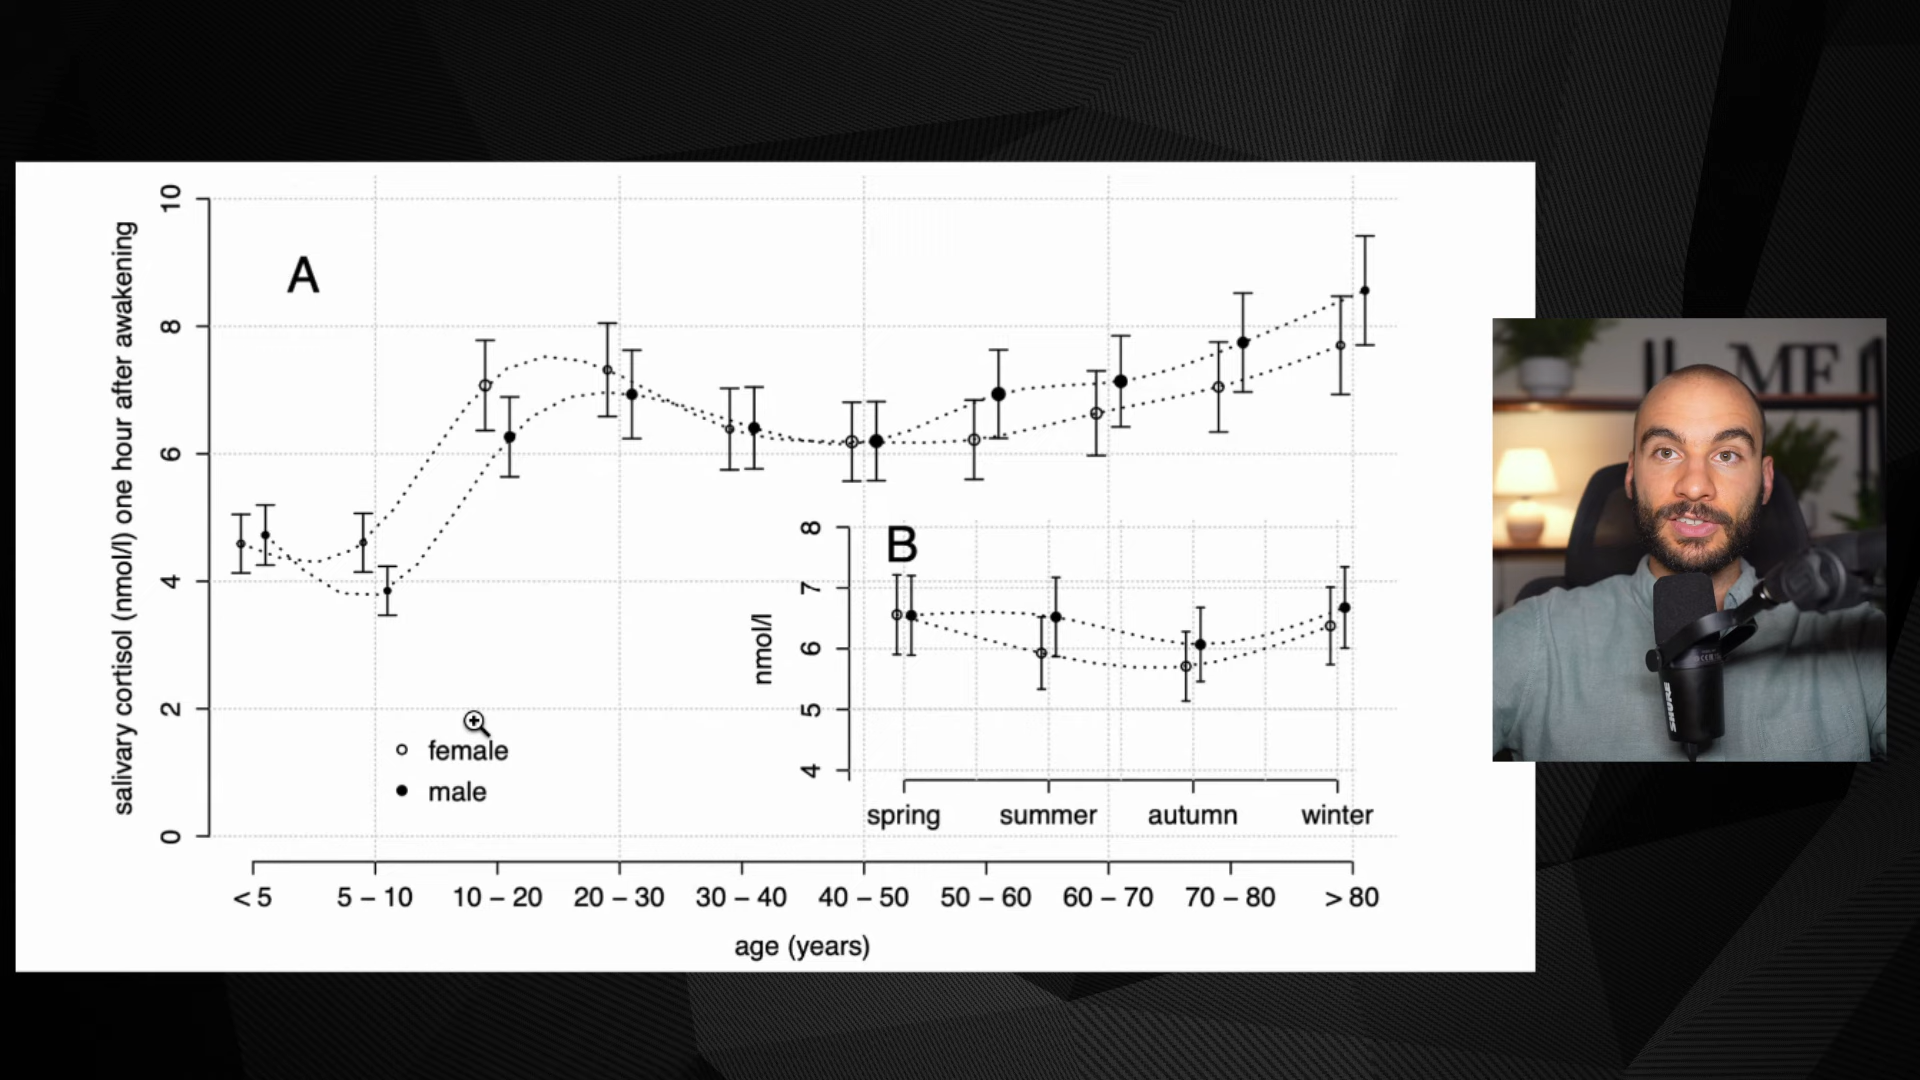 salivary cortisol (nmol/l) one hour after awakening
10
8
6
4
2
0
A
female
male
B
nmol/l
8
7
6
5
4
spring summer autumn winter
< 5 5 – 10 10 – 20 20 – 30 30 – 40 40 – 50 50 – 60 60 – 70 70 – 80 > 80
age (years)
MF
SHURE